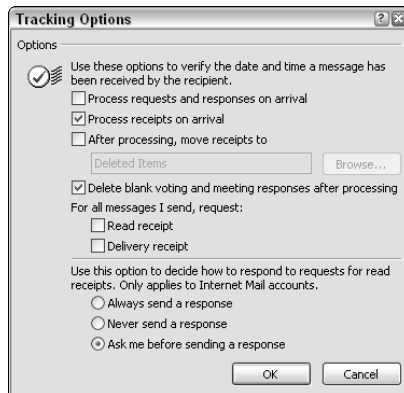 Tracking Options
Options
Use these options to verify the date and time a message has
been received by the recipient.
Process requests and responses on arrival
Process receipts on arrival
After processing, move receipts to
Deleted Items
Browse...
Delete blank voting and meeting responses after processing
For all messages I send, request:
Read receipt
Delivery receipt
Use this option to decide how to respond to requests for read
receipts. Only applies to Internet Mail accounts.
Always send a response
Never send a response
Ask me before sending a response
OK
Cancel